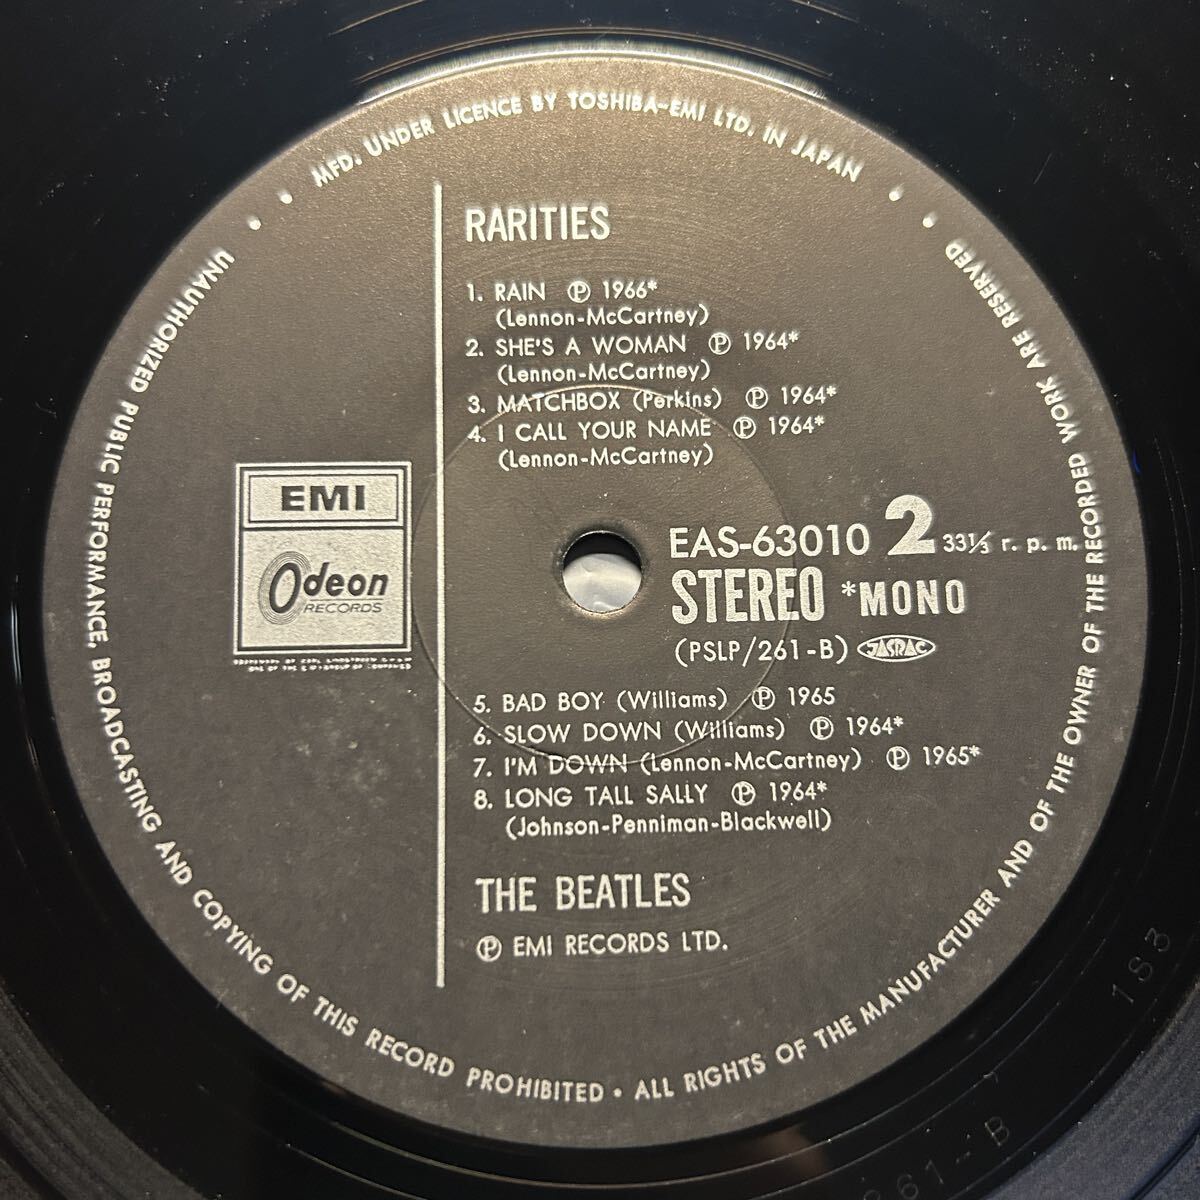 MFD. UNDER LICENCE BY TOSHIBA-EMI LTD. IN JAPAN
RARITIES
1. RAIN Ⓟ 1966*
(Lennon-McCartney)
2. SHE'S A WOMAN Ⓟ 1964*
(Lennon-McCartney)
3. MATCHBOX (Perkins) Ⓟ 1964*
4. I CALL YOUR NAME Ⓟ 1964*
(Lennon-McCartney)
EMI
Odeon
RECORDS
EAS-63010 2 33⅓ r. p. m.
STEREO *MONO
(PSLP/261-B) JASRAC
5. BAD BOY (Williams) Ⓟ 1965
6. SLOW DOWN (Williams) Ⓟ 1964*
7. I'M DOWN (Lennon-McCartney) Ⓟ 1965*
8. LONG TALL SALLY Ⓟ 1964*
(Johnson-Penniman-Blackwell)
THE BEATLES
Ⓟ EMI RECORDS LTD.
UNAUTHORIZED PUBLIC PERFORMANCE, BROADCASTING AND COPYING OF THIS RECORD PROHIBITED • ALL RIGHTS OF THE MANUFACTURER AND OF THE OWNER OF THE RECORDED WORK ARE RESERVED
1S3
261-B